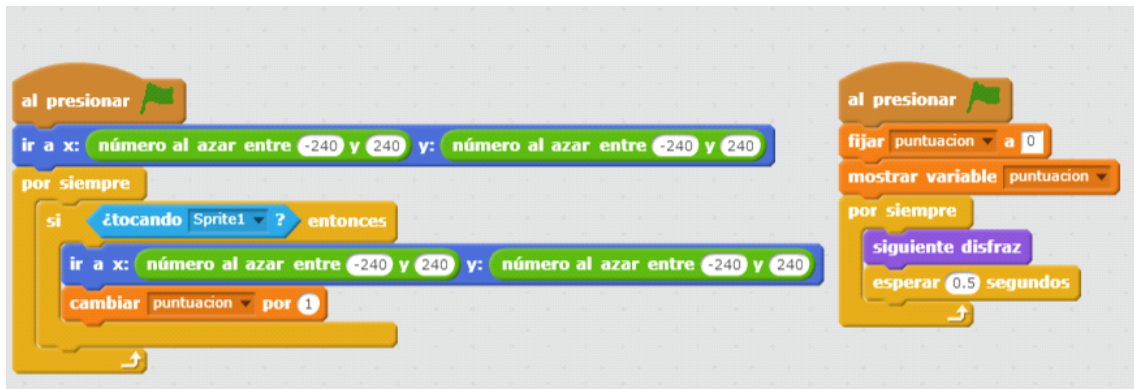 al presionar
ir a x: número al azar entre -240 y 240 y: número al azar entre -240 y 240
por siempre
si ¿tocando Sprite1 ? entonces
ir a x: número al azar entre -240 y 240 y: número al azar entre -240 y 240
cambiar puntuacion por 1
al presionar
fijar puntuacion a 0
mostrar variable puntuacion
por siempre
siguiente disfraz
esperar 0.5 segundos